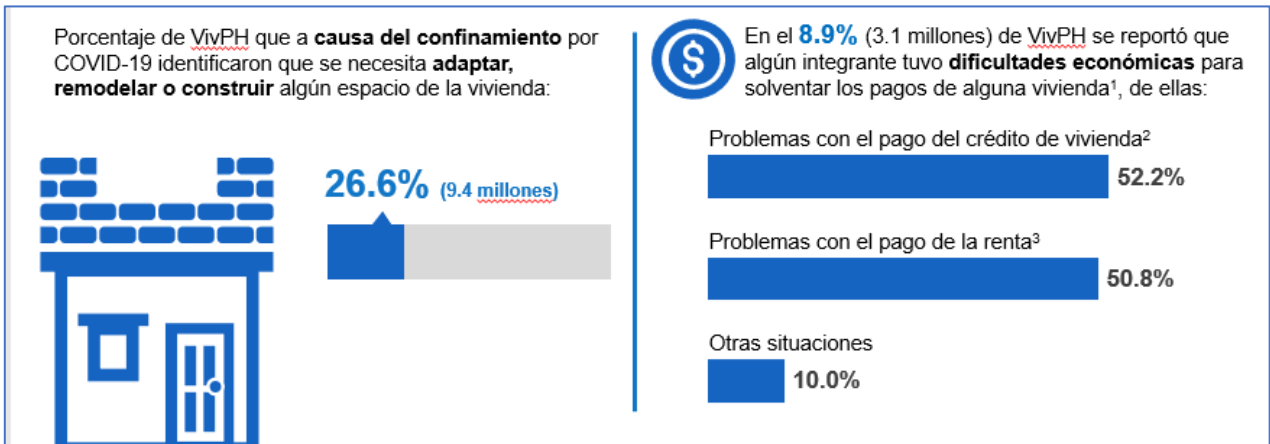 Porcentaje de VivPH que a causa del confinamiento por
COVID-19 identificaron que se necesita adaptar,
remodelar o construir algún espacio de la vivienda:
26.6% (9.4 millones)
$
En el 8.9% (3.1 millones) de VivPH se reportó que
algún integrante tuvo dificultades económicas para
solventar los pagos de alguna vivienda¹, de ellas:
Problemas con el pago del crédito de vivienda²
52.2%
Problemas con el pago de la renta³
50.8%
Otras situaciones
10.0%